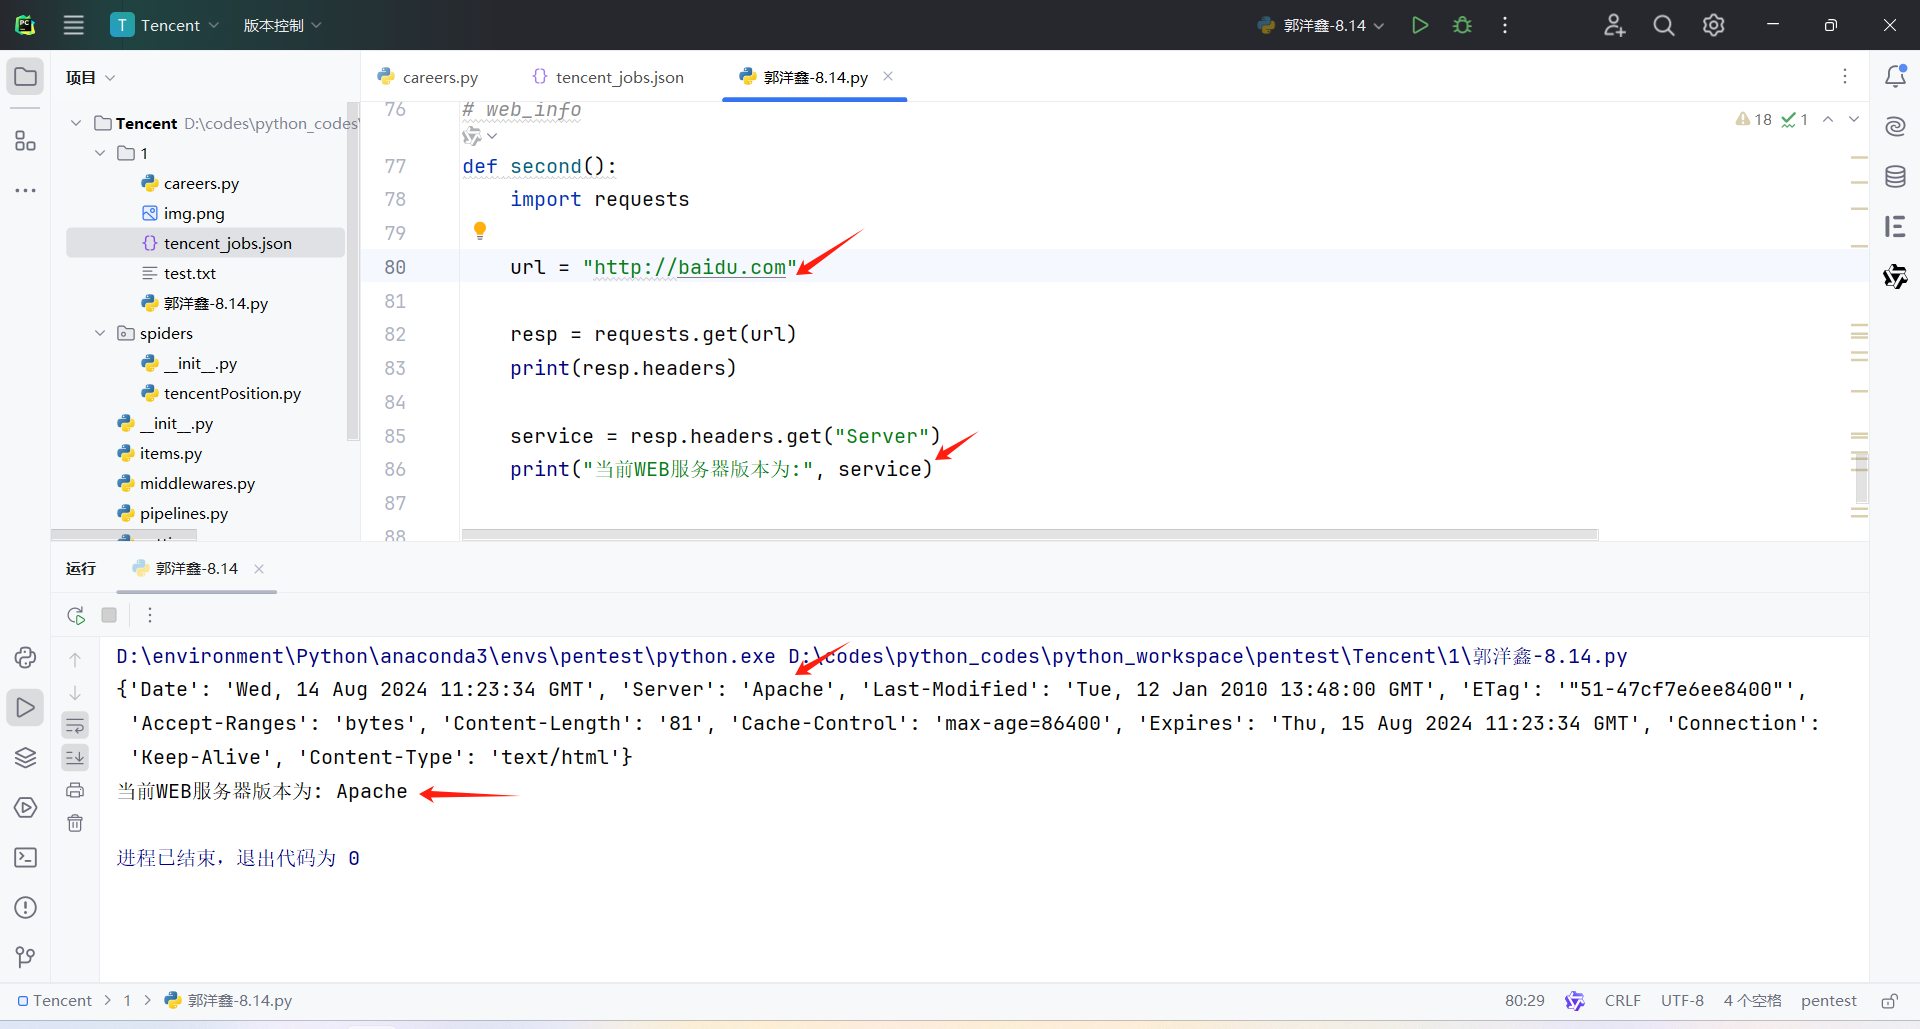 T Tencent 版本控制 郭洋鑫-8.14
项目
careers.py tencent_jobs.json 郭洋鑫-8.14.py
Tencent D:\codes\python_codes\
1
careers.py
img.png
tencent_jobs.json
test.txt
郭洋鑫-8.14.py
spiders
__init__.py
tencentPosition.py
__init__.py
items.py
middlewares.py
pipelines.py
18 1
76 # web_info
77 def second():
78 import requests
79
80 url = "http://baidu.com"
81
82 resp = requests.get(url)
83 print(resp.headers)
84
85 service = resp.headers.get("Server")
86 print("当前WEB服务器版本为:", service)
87
88
运行 郭洋鑫-8.14
D:\environment\Python\anaconda3\envs\pentest\python.exe D:\codes\python_codes\python_workspace\pentest\Tencent\1\郭洋鑫-8.14.py
{'Date': 'Wed, 14 Aug 2024 11:23:34 GMT', 'Server': 'Apache', 'Last-Modified': 'Tue, 12 Jan 2010 13:48:00 GMT', 'ETag': '"51-47cf7e6ee8400"',
'Accept-Ranges': 'bytes', 'Content-Length': '81', 'Cache-Control': 'max-age=86400', 'Expires': 'Thu, 15 Aug 2024 11:23:34 GMT', 'Connection':
'Keep-Alive', 'Content-Type': 'text/html'}
当前WEB服务器版本为: Apache
进程已结束，退出代码为 0
Tencent 1 郭洋鑫-8.14.py
80:29 CRLF UTF-8 4 个空格 pentest